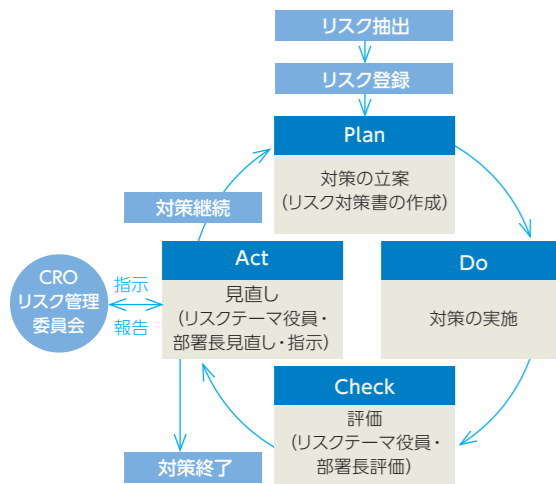 リスク抽出
リスク登録
Plan
対策の立案
(リスク対策書の作成)
対策継続
Act
見直し
(リスクテーマ役員・
部署長見直し・指示)
Do
対策の実施
CRO
リスク管理
委員会
指示
報告
Check
評価
(リスクテーマ役員・
部署長評価)
対策終了